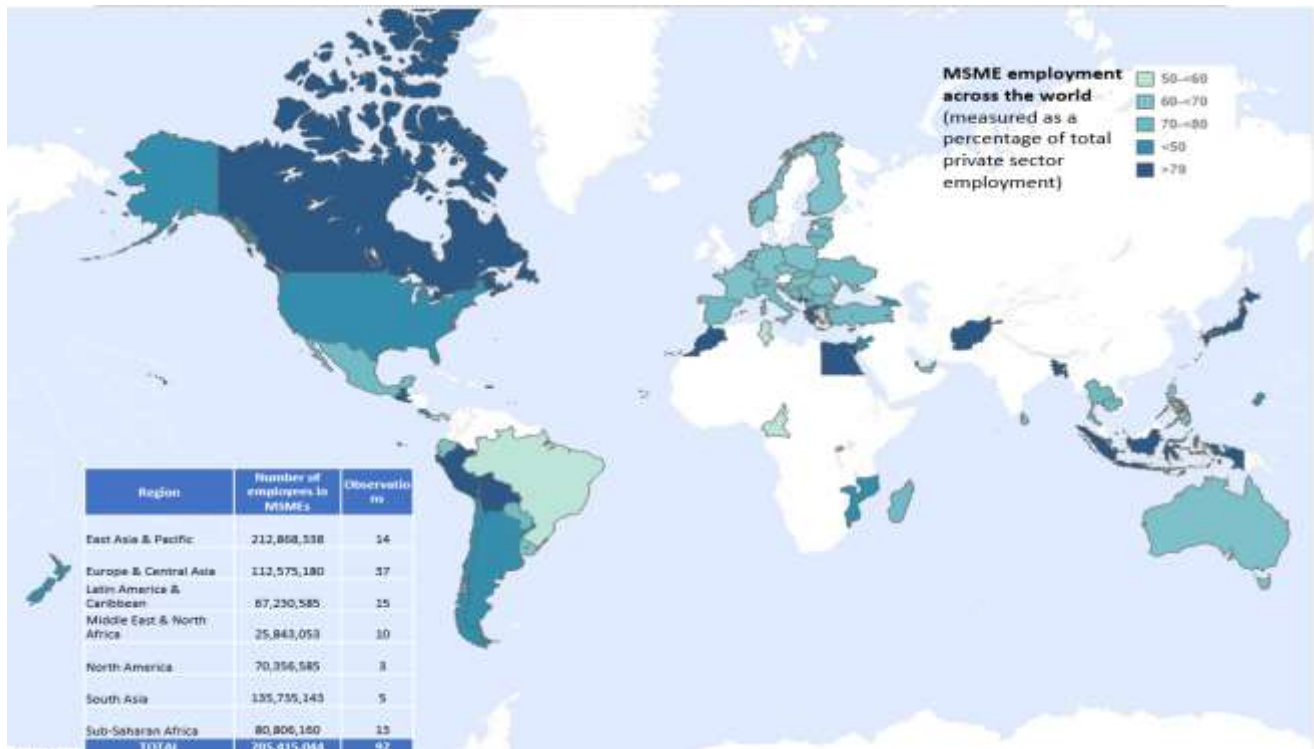 MSME employment
across the world
(measured as a
percentage of total
private sector
employment)
50-<60
60-<70
70-<80
<50
Region Number of employees in MSMEs Observatio ns
East Asia & Pacific 212,868,338 14
Europe & Central Asia 112,575,180 37
Latin America &
Caribbean 67,230,585 15
Middle East & North
Africa 25,843,053 10
North America 70,356,585 3
South Asia 135,735,143 5
Sub-Saharan Africa 80,806,160 13
TOTAL 705,415,044 97